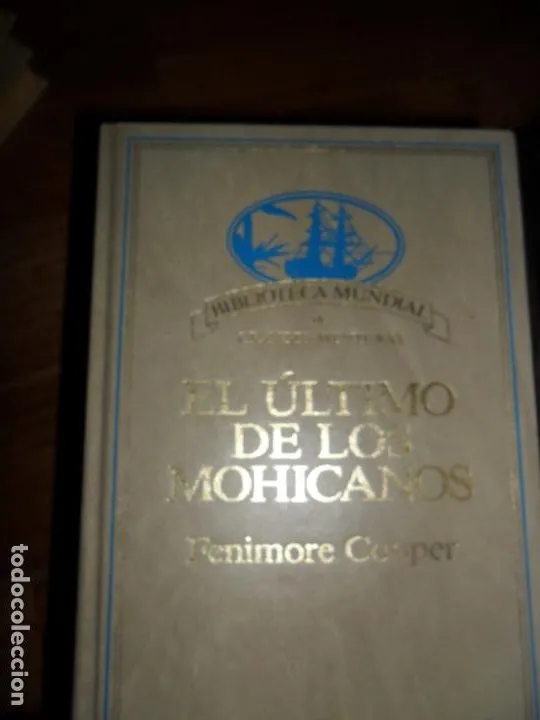 BIBLIOTECA MUNDIAL
EL ÚLTIMO
DE LOS
MOHICANOS
Fenimore Cooper
todocoleccion